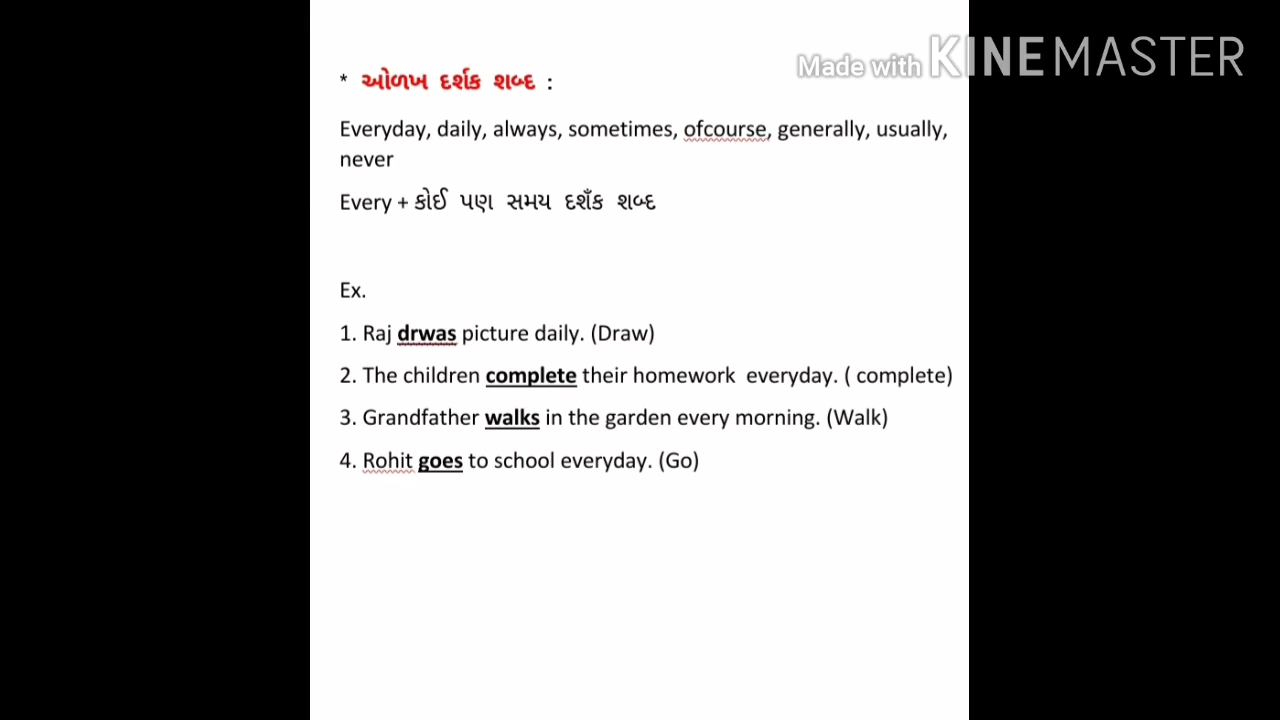 Made with KINEMASTER
* ઓળખ દર્શક શબ્દ :
Everyday, daily, always, sometimes, ofcourse, generally, usually,
never
Every + કોઈ પણ સમય દર્શઁક શબ્દ
Ex.
1. Raj drwas picture daily. (Draw)
2. The children complete their homework everyday. ( complete)
3. Grandfather walks in the garden every morning. (Walk)
4. Rohit goes to school everyday. (Go)